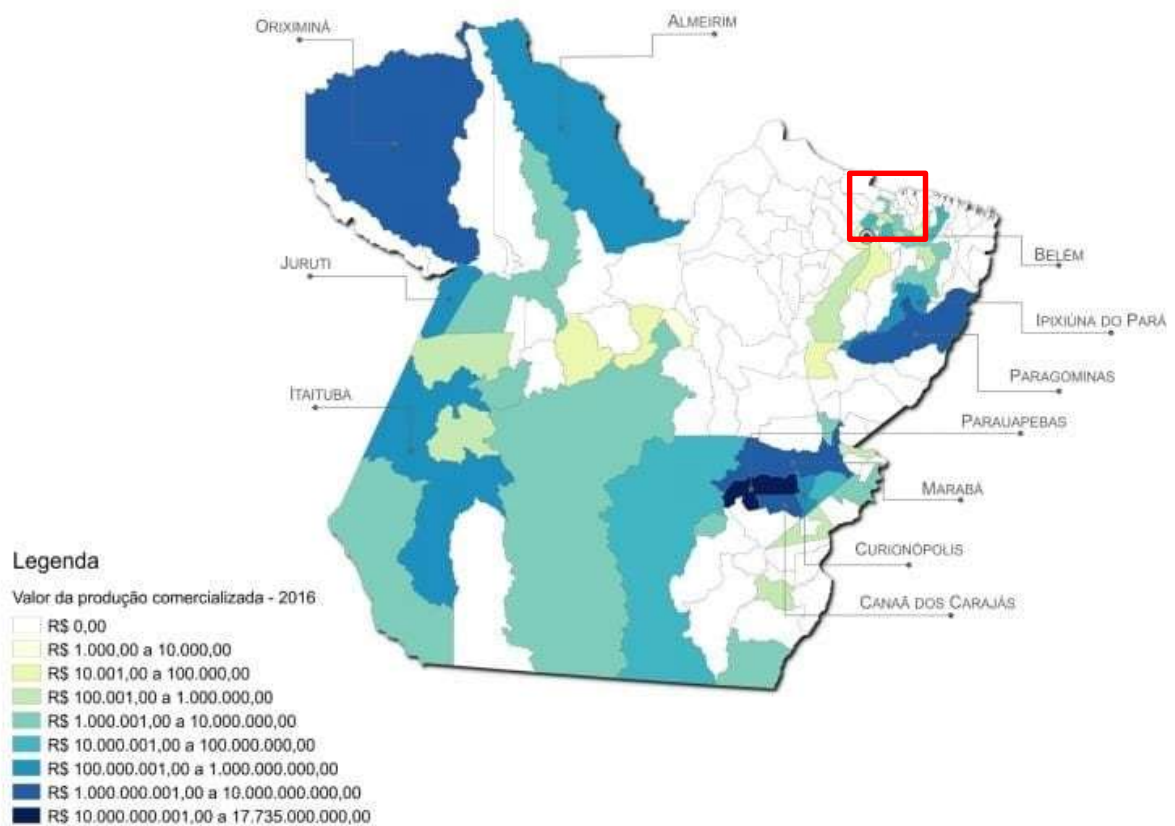 ORIXIMINÁ
ALMEIRIM
JURUTI
BELÉM
IPIXIÚNA DO PARÁ
PARAGOMINAS
ITAITUBA
PARAUAPEBAS
MARABÁ
CURIONÓPOLIS
CANAÃ DOS CARAJÁS
Legenda
Valor da produção comercializada - 2016
R$ 0,00
R$ 1.000,00 a 10.000,00
R$ 10.001,00 a 100.000,00
R$ 100.001,00 a 1.000.000,00
R$ 1.000.001,00 a 10.000.000,00
R$ 10.000.001,00 a 100.000.000,00
R$ 100.000.001,00 a 1.000.000.000,00
R$ 1.000.000.001,00 a 10.000.000.000,00
R$ 10.000.000.001,00 a 17.735.000.000,00